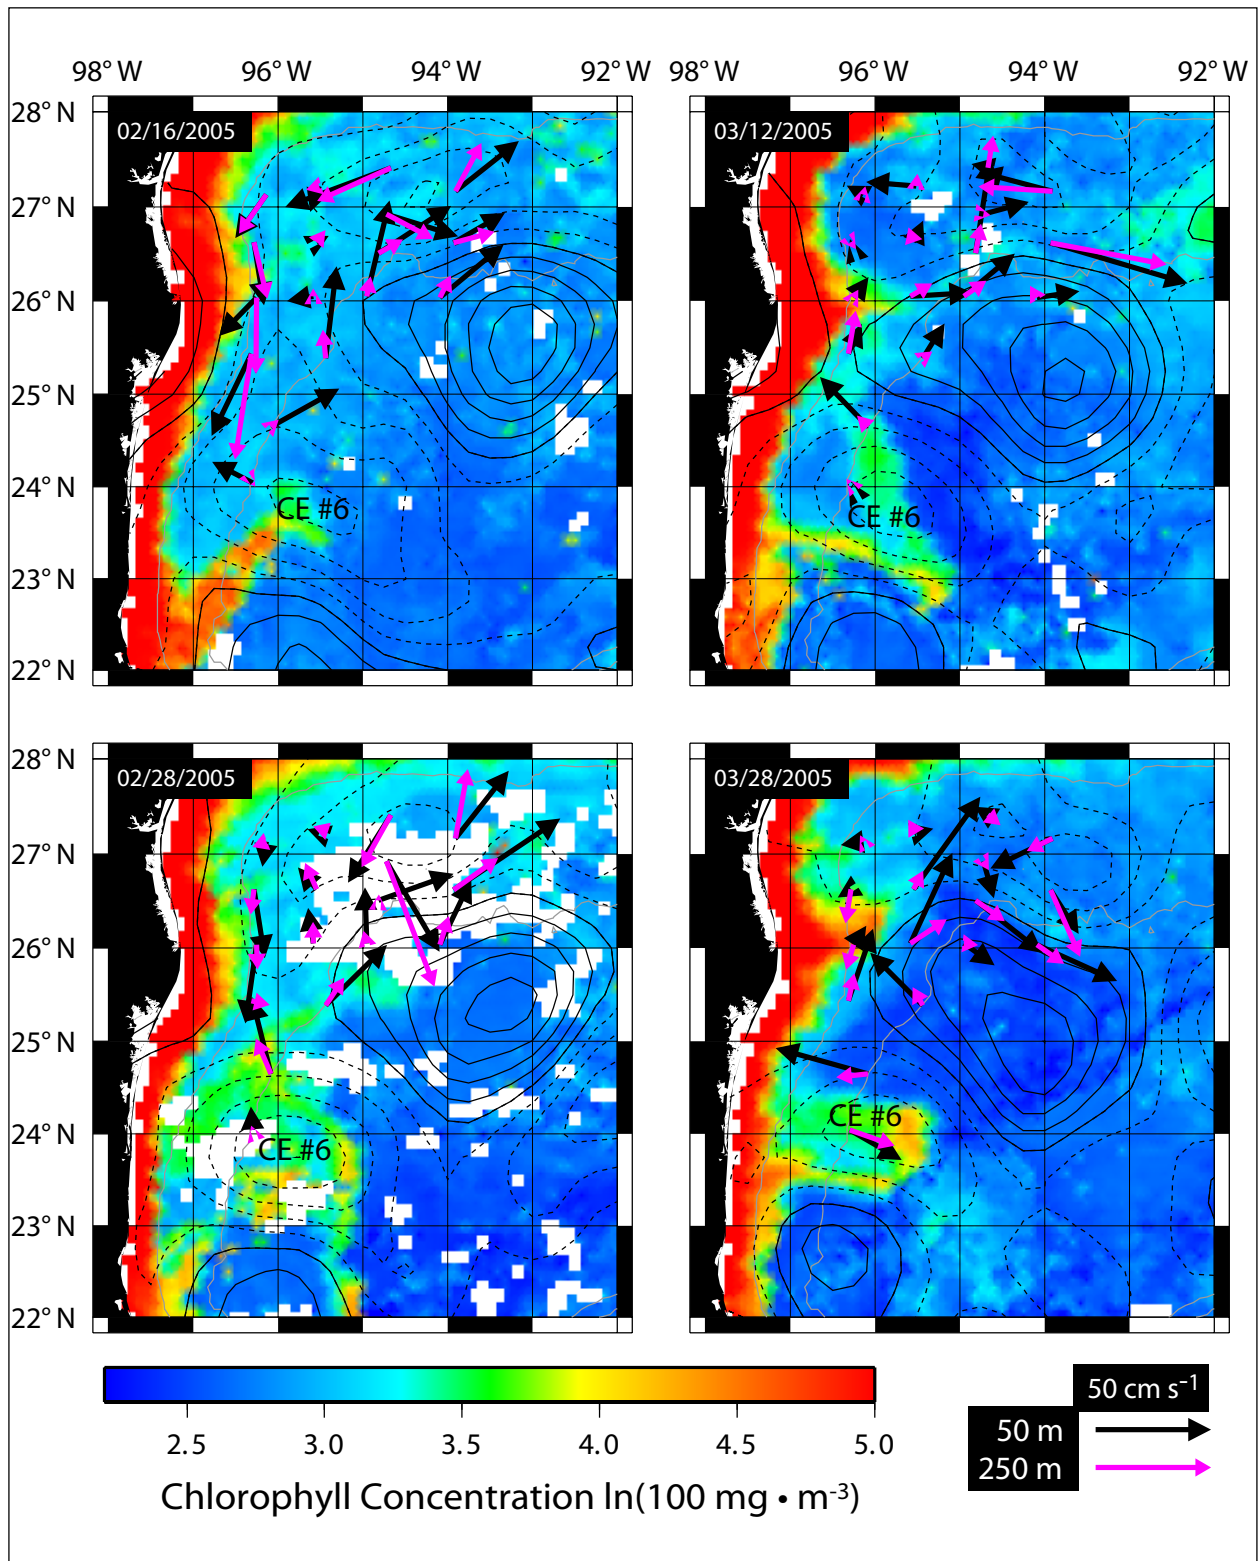 98° W 96° W 94° W 92° W 98° W 96° W 94° W 92° W
28° N
02/16/2005 03/12/2005
27° N
26° N
25° N
24° N
CE #6 CE #6
23° N
22° N
28° N
02/28/2005 03/28/2005
27° N
26° N
25° N
24° N
CE #6 CE #6
23° N
22° N
50 cm s⁻¹
50 m
250 m
2.5 3.0 3.5 4.0 4.5 5.0
Chlorophyll Concentration ln(100 mg • m⁻³)